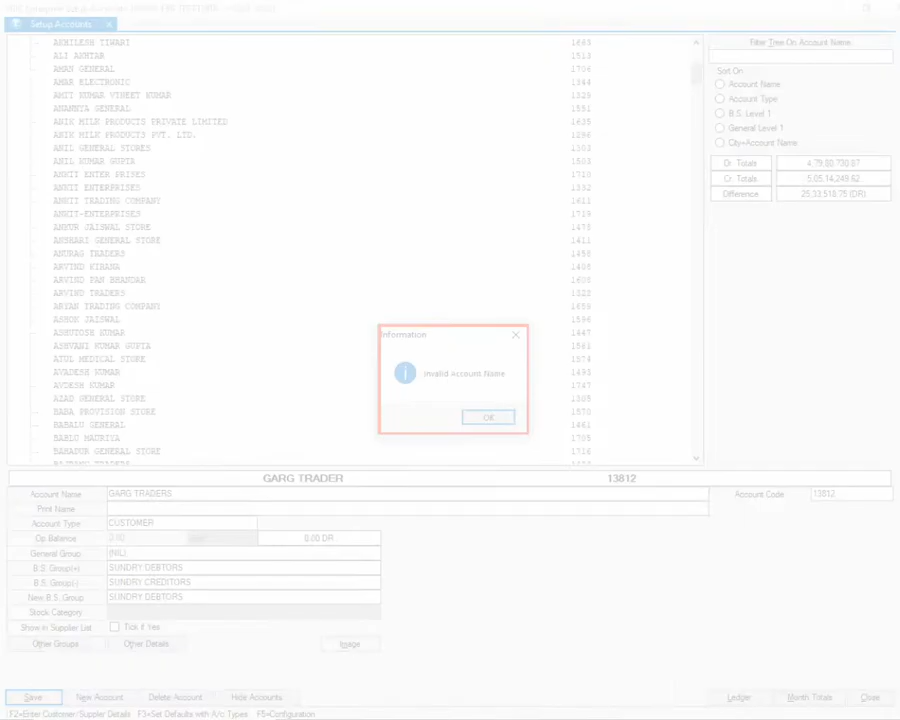 Setup Accounts
AKHILESH TIWARI 1665
ALI AKHTAR 1513
AMAN GENERAL 1706
AMAR ELECTRONIC 1344
AMIT KUMAR VINEET KUMAR 1329
ANANNYA GENERAL 1551
ANIK MILK PRODUCTS PRIVATE LIMITED 1635
ANIK MILK PRODUCTS PVT. LTD. 1296
ANIL GENERAL STORES 1303
ANIL KUMAR GUPTA 1503
ANKIT ENTER PRISES 1710
ANKIT ENTERPRISES 1332
ANKIT TRADING COMPANY 1611
ANKIT-ENTERPRISES 1719
ANKUR JAISWAL STORE 1475
ANSHARI GENERAL STORE 1411
ANURAG TRADERS 1458
ARVIND KIRANA 1408
ARVIND PAN BHANDAR 1608
ARVIND TRADERS 1322
ARYAN TRADING COMPANY 1658
ASHOK JAISWAL 1596
ASHUTOSH KUMAR 1447
ASHVANI KUMAR GUPTA 1561
ATUL MEDICAL STORE 1574
AVADESH KUMAR 1493
AVDESH KUMAR 1747
AZAD GENERAL STORE 1305
BABA PROVISION STORE 1570
BABALU GENERAL 1461
BABLU MAURIYA 1705
BAHADUR GENERAL STORE 1716
Filter Tree On Account Name
Sort On
Account Name
Account Type
B.S. Level 1
General Level 1
City+Account Name
Dr. Totals 4,79,80,730.87
Cr. Totals 5,05,14,249.62
Difference 25,33,518.75 (DR)
Information
Invalid Account Name
OK
GARG TRADER 13812
Account Name GARG TRADERS
Account Code 13812
Print Name
Account Type CUSTOMER
Op Balance 0.00 0.00 DR
General Group (NIL)
B.S. Group(+) SUNDRY DEBTORS
B.S. Group(-) SUNDRY CREDITORS
New B.S. Group SUNDRY DEBTORS
Stock Category
Show in Supplier List Tick if Yes
Other Groups Other Details Image
Save New Account Delete Account Hide Accounts Ledger Month Totals Close
F2=Enter Customer/Suppler Details F3=Set Defaults with A/c Types F5=Configuration